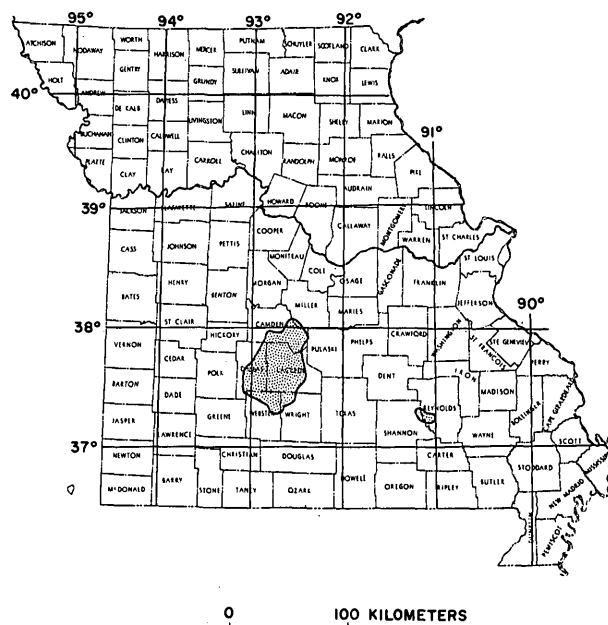 95° 94° 93° 92°
ATCHISON NODAWAY WORTH HARRISON MERCER PUTNAM SCHUYLER SCOTLAND CLARK
HOLT GENTRY GRUNDY SULLIVAN ADAIR KNOX LEWIS
40° ANDREW DE KALB DAVIESS LINN MACON SHELBY MARION
BUCHANAN CLINTON CALDWELL LIVINGSTON CHARITON RANDOLPH MONROE RALLS 91°
PLATTE CLAY RAY CARROLL AUDRAIN PIKE
39° JACKSON LAFAYETTE SALINE HOWARD BOONE CALLAWAY MONTGOMERY LINCOLN
CASS JOHNSON PETTIS COOPER MONITEAU WARREN ST CHARLES
BATES HENRY BENTON MORGAN COLE OSAGE GASCONADE FRANKLIN ST LOUIS
ST CLAIR MILLER MARIES JEFFERSON 90°
38° HICKORY CAMDEN
VERNON CEDAR POLK DALLAS LACLEDE PULASKI PHELPS CRAWFORD WASHINGTON ST FRANCOIS STE GENEVIEVE PERRY
BARTON DADE DENT IRON MADISON
JASPER GREENE WEBSTER WRIGHT TEXAS REYNOLDS BOLLINGER CAPE GIRARDEAU
37° LAWRENCE SHANNON WAYNE SCOTT
NEWTON CHRISTIAN DOUGLAS CARTER STODDARD MISSISSIPPI
McDONALD BARRY STONE TANEY OZARK HOWELL OREGON RIPLEY BUTLER NEW MADRID
PEMISCOT
0 100 KILOMETERS